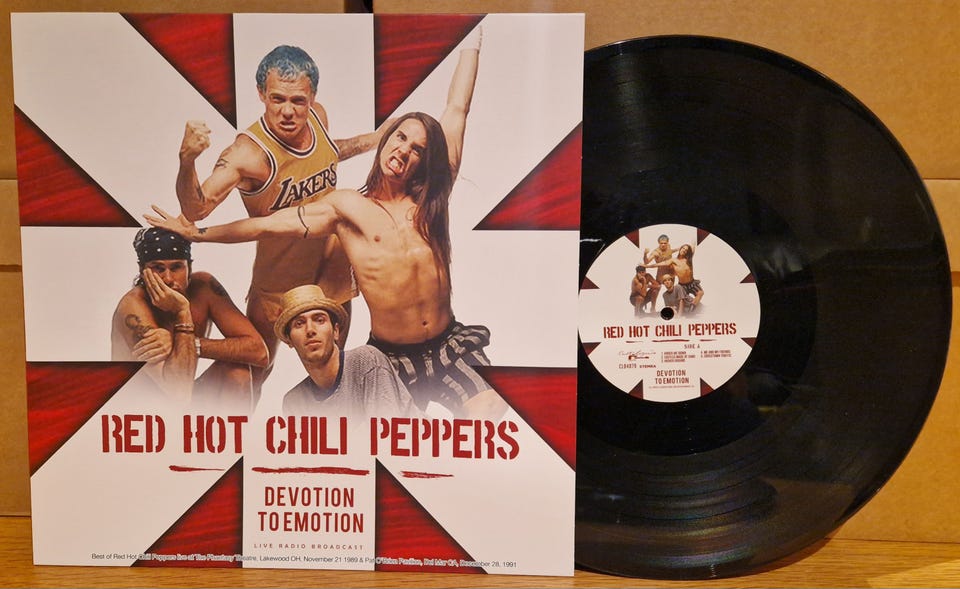 LAKERS
RED HOT CHILI PEPPERS
DEVOTION
TO EMOTION
LIVE RADIO BROADCAST
Best of Red Hot Chili Peppers live at The Phantasy Theatre, Lakewood OH, November 21 1989 & Pat O'Brien Pavilion, Del Mar CA, December 28, 1991
RED HOT CHILI PEPPERS
SIDE A
STEREO
DEVOTION
TO EMOTION